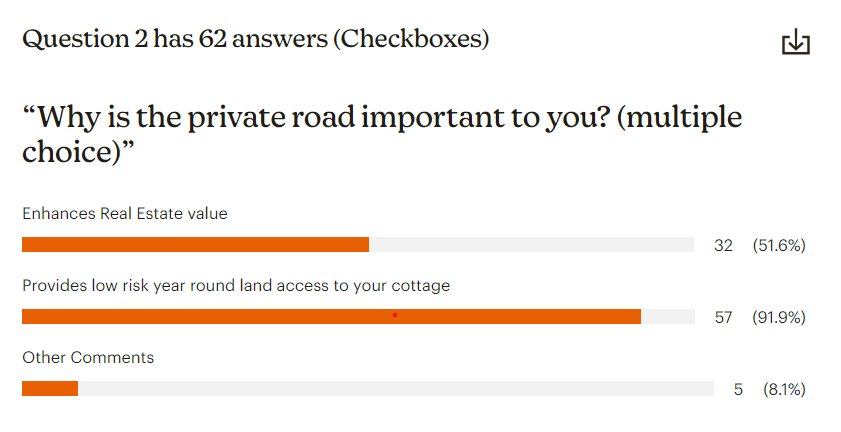 Question 2 has 62 answers (Checkboxes)
“Why is the private road important to you? (multiple
choice)”
Enhances Real Estate value
32 (51.6%)
Provides low risk year round land access to your cottage
57 (91.9%)
Other Comments
5 (8.1%)